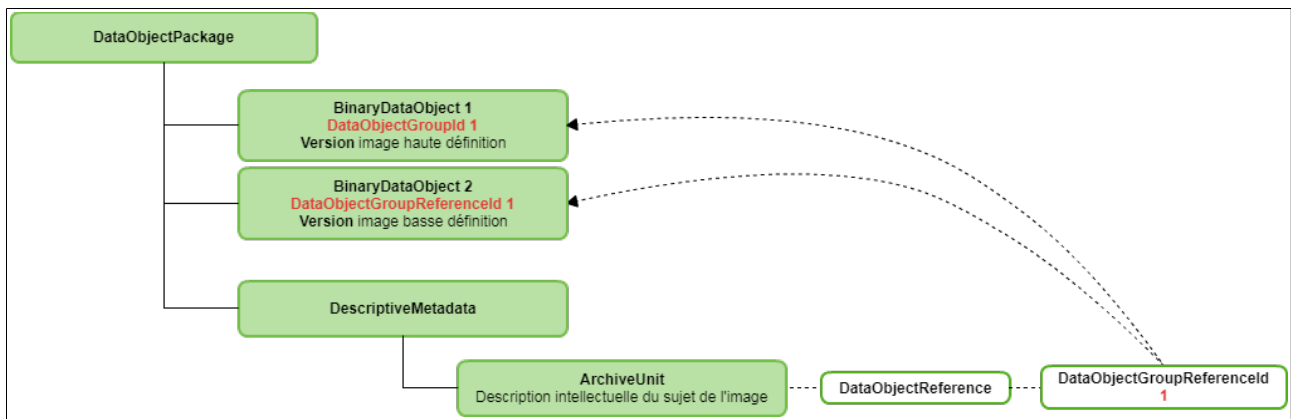 DataObjectPackage
BinaryDataObject 1
DataObjectGroupId 1
Version image haute définition
BinaryDataObject 2
DataObjectGroupReferenceId 1
Version image basse définition
DescriptiveMetadata
ArchiveUnit
Description intellectuelle du sujet de l'image
DataObjectReference
DataObjectGroupReferenceId
1